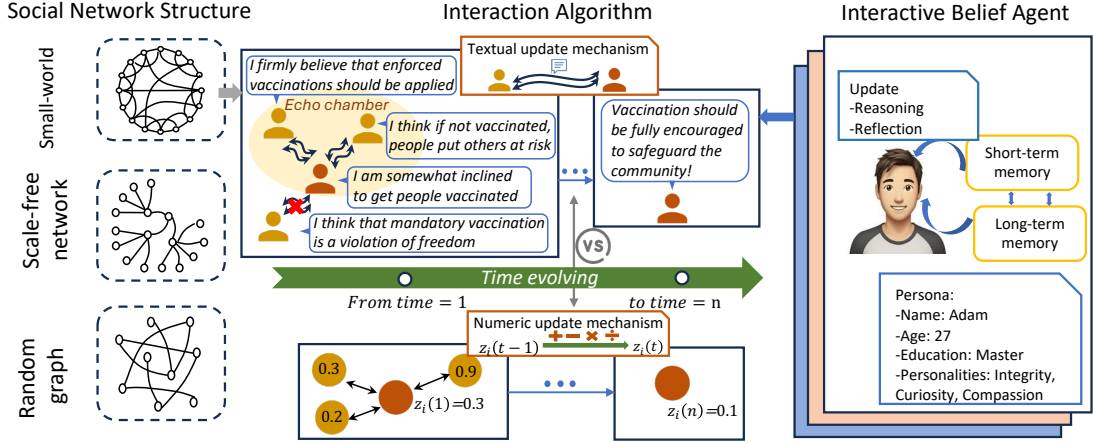 Social Network Structure
Interaction Algorithm
Interactive Belief Agent
Small-world
Scale-free
network
Random
graph
Textual update mechanism
I firmly believe that enforced
vaccinations should be applied
Echo chamber
I think if not vaccinated,
people put others at risk
I am somewhat inclined
to get people vaccinated
I think that mandatory vaccination
is a violation of freedom
Vaccination should
be fully encouraged
to safeguard the
community!
VS
Time evolving
From time = 1
to time = n
Numeric update mechanism
z_i(t−1) + − × ÷ z_i(t)
0.3
0.9
0.2
z_i(1)=0.3
z_i(n)=0.1
Update
-Reasoning
-Reflection
Short-term
memory
Long-term
memory
Persona:
-Name: Adam
-Age: 27
-Education: Master
-Personalities: Integrity,
Curiosity, Compassion